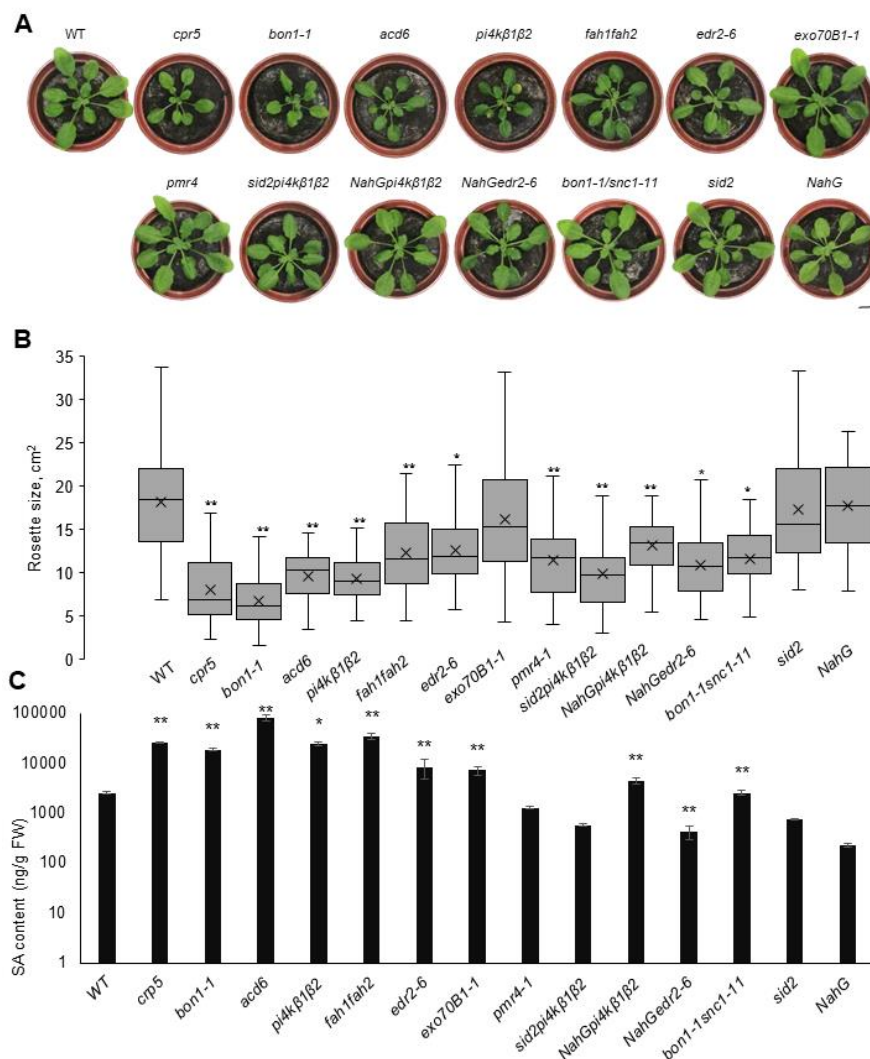 A
WT cpr5 bon1-1 acd6 pi4kβ1β2 fah1fah2 edr2-6 exo70B1-1
pmr4 sid2pi4kβ1β2 NahGpi4kβ1β2 NahGedr2-6 bon1-1/snc1-11 sid2 NahG
B
Rosette size, cm²
35
30
25
20
15
10
5
0
** ** ** ** ** * ** ** ** * *
WT cpr5 bon1-1 acd6 pi4kβ1β2 fah1fah2 edr2-6 exo70B1-1 pmr4-1 sid2pi4kβ1β2 NahGpi4kβ1β2 NahGedr2-6 bon1-1snc1-11 sid2 NahG
C
SA content (ng/g FW)
100000
10000
1000
100
10
1
** ** ** * ** ** ** ** ** **
WT crp5 bon1-1 acd6 pi4kβ1β2 fah1fah2 edr2-6 exo70B1-1 pmr4-1 sid2pi4kβ1β2 NahGpi4kβ1β2 NahGedr2-6 bon1-1snc1-11 sid2 NahG